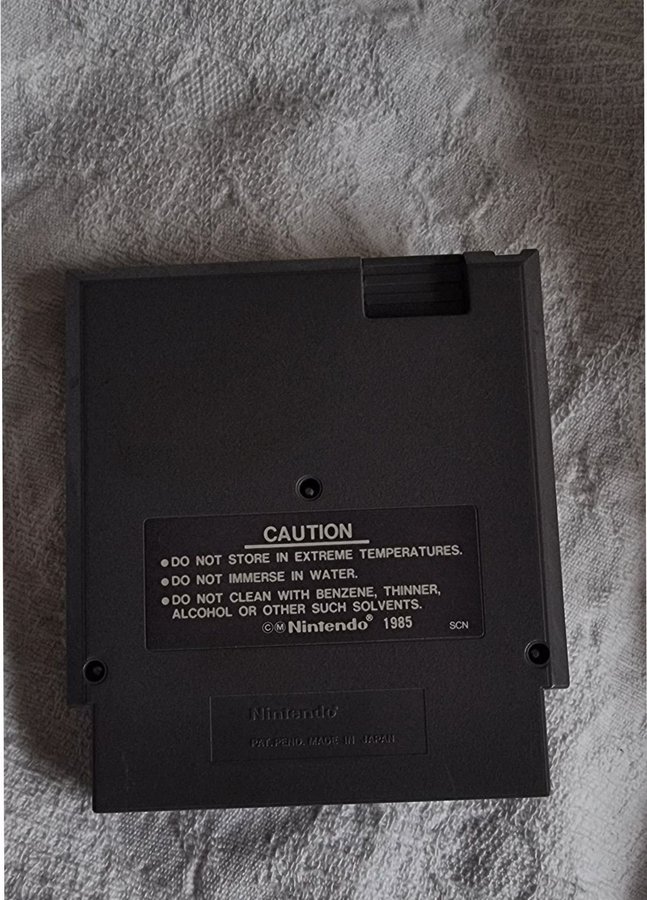 CAUTION
●DO NOT STORE IN EXTREME TEMPERATURES.
●DO NOT IMMERSE IN WATER.
●DO NOT CLEAN WITH BENZENE, THINNER,
ALCOHOL OR OTHER SUCH SOLVENTS.
©Ⓜ Nintendo® 1985 SCN
Nintendo®
PAT. PEND. MADE IN JAPAN